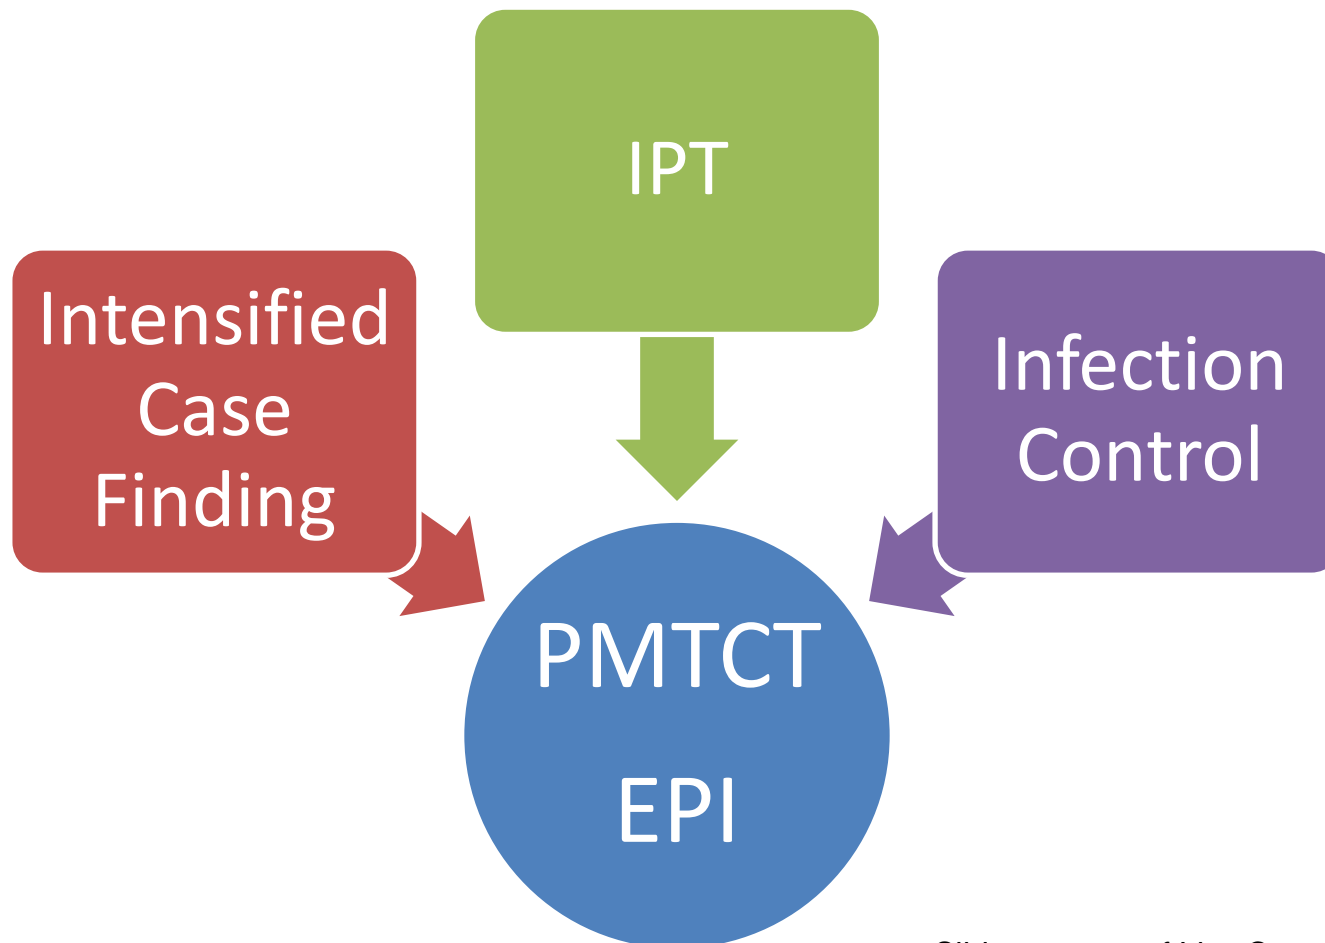 IPT
Intensified
Case
Finding
Infection
Control
PMTCT
EPI